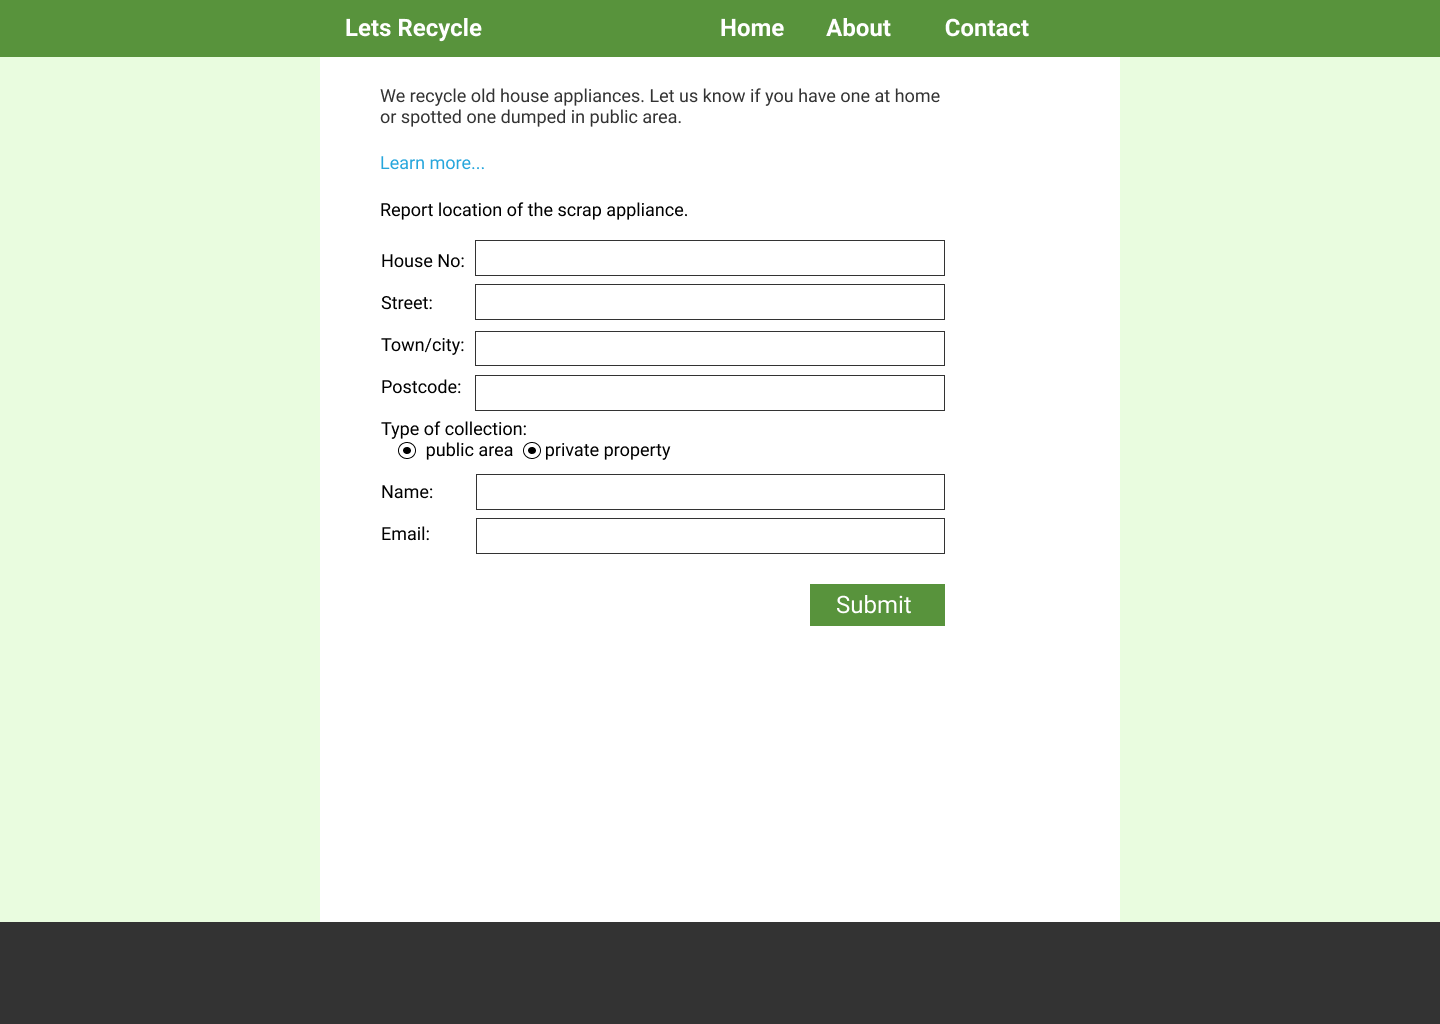 Lets Recycle Home About Contact
We recycle old house appliances. Let us know if you have one at home
or spotted one dumped in public area.
Learn more...
Report location of the scrap appliance.
House No:
Street:
Town/city:
Postcode:
Type of collection:
public area private property
Name:
Email:
Submit